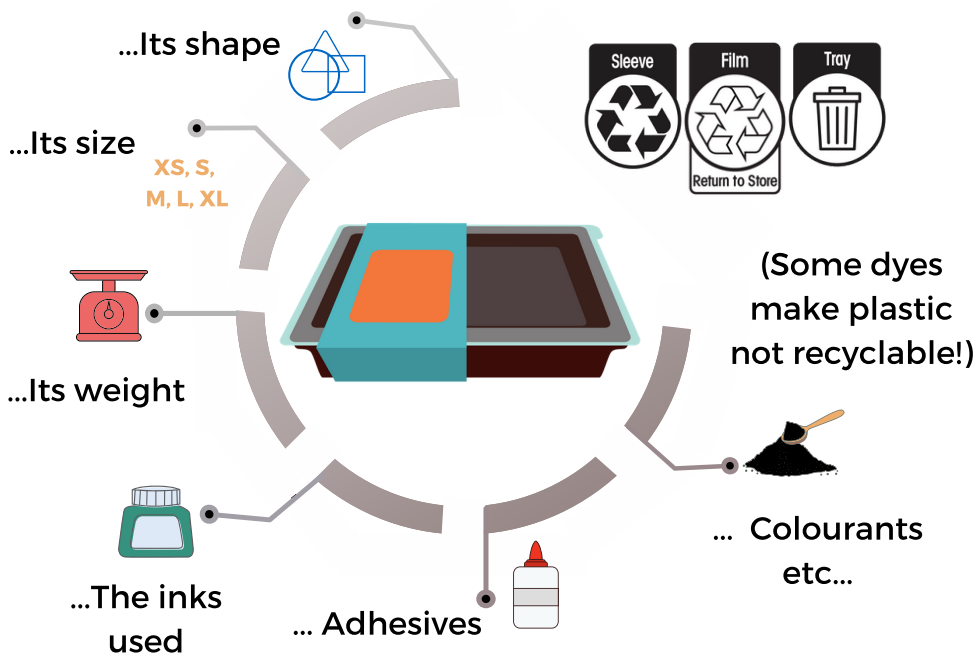 ...Its shape
Sleeve
Film
Tray
Return to Store
...Its size
XS, S,
M, L, XL
(Some dyes
make plastic
not recyclable!)
...Its weight
... Colourants
etc...
...The inks
used
... Adhesives